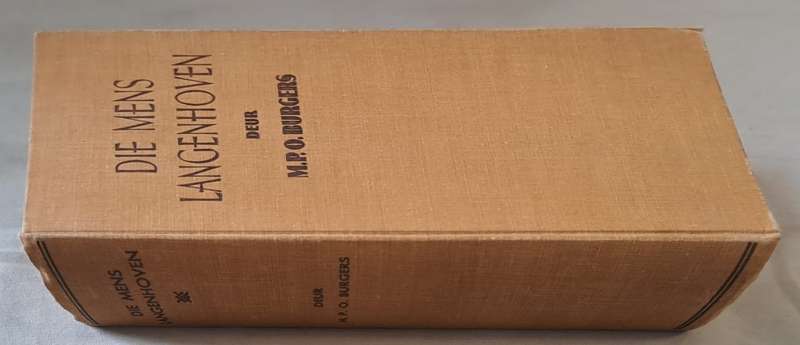 DIE MENS
LANGENHOVEN
DEUR
M.P.O. BURGERS
DIE MENS
LANGENHOVEN
DEUR
M. P. O. BURGERS